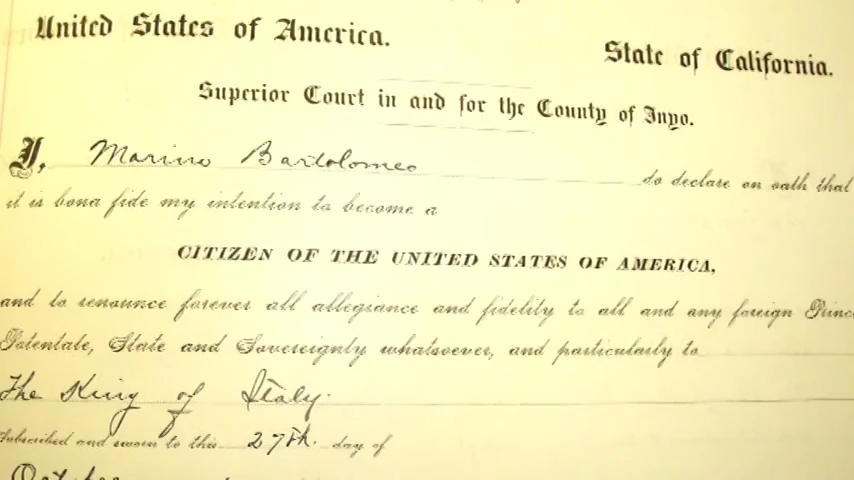 United States of America.
State of California.
Superior Court in and for the County of Inyo.
I, Marino Bartolomeo do declare on oath that
it is bona fide my intention to become a
CITIZEN OF THE UNITED STATES OF AMERICA,
and to renounce forever all allegiance and fidelity to all and any foreign Prince
Potentate, State and Sovereignty whatsoever, and particularly to
The King of Italy.
Subscribed and sworn to this 27th. day of
October